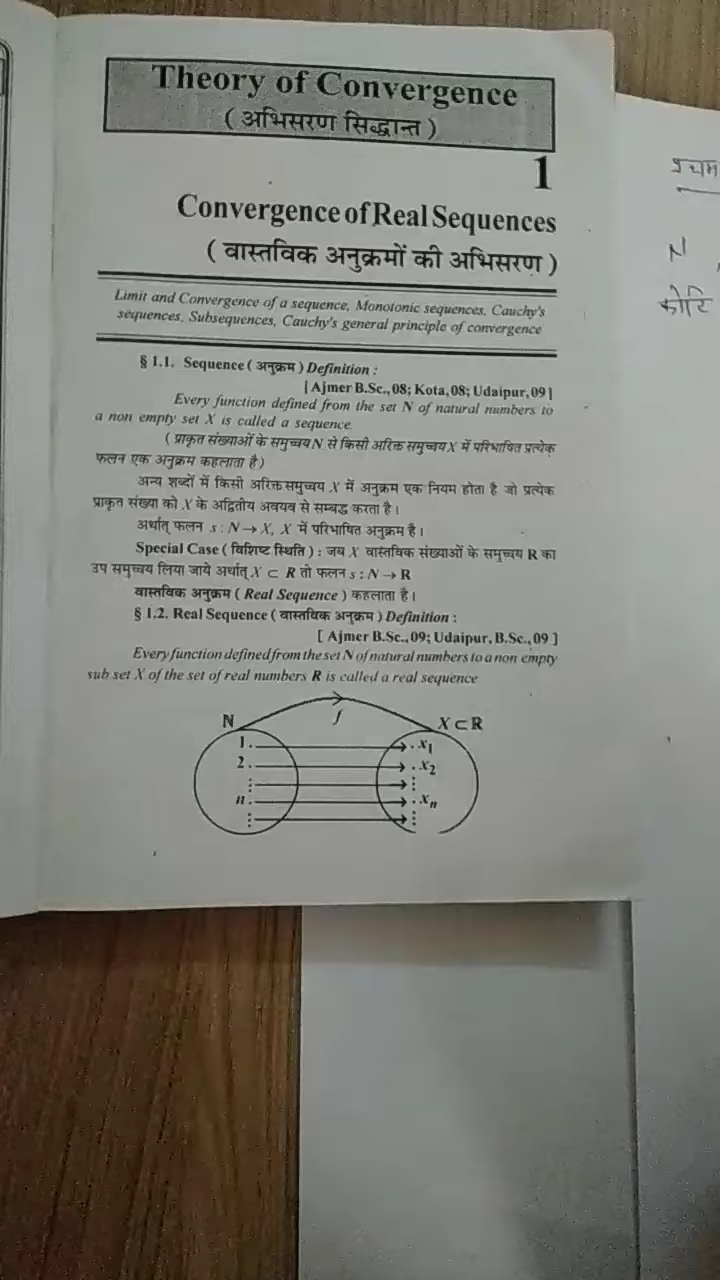 Theory of Convergence
( अभिसरण सिद्धान्त )
1
Convergence of Real Sequences
( वास्तविक अनुक्रमों की अभिसरण )
Limit and Convergence of a sequence, Monotonic sequences, Cauchy's
sequences, Subsequences, Cauchy's general principle of convergence
§ 1.1. Sequence ( अनुक्रम ) Definition :
[ Ajmer B.Sc., 08; Kota, 08; Udaipur, 09 ]
Every function defined from the set N of natural numbers to
a non empty set X is called a sequence.
( प्राकृत संख्याओं के समुच्चय N से किसी अरिक्त समुच्चय X में परिभाषित प्रत्येक
फलन एक अनुक्रम कहलाता है )
अन्य शब्दों में किसी अरिक्त समुच्चय X में अनुक्रम एक नियम होता है जो प्रत्येक
प्राकृत संख्या को X के अद्वितीय अवयव से सम्बद्ध करता है।
अर्थात् फलन s : N → X, X में परिभाषित अनुक्रम है।
Special Case ( विशिष्ट स्थिति ) : जब X वास्तविक संख्याओं के समुच्चय R का
उप समुच्चय लिया जाये अर्थात् X ⊂ R तो फलन s : N → R
वास्तविक अनुक्रम ( Real Sequence ) कहलाता है।
§ 1.2. Real Sequence ( वास्तविक अनुक्रम ) Definition :
[ Ajmer B.Sc., 09; Udaipur, B.Sc., 09 ]
Every function defined from the set N of natural numbers to a non empty
sub set X of the set of real numbers R is called a real sequence
N f X ⊂ R
1 . . x₁
2 . . x₂
⋮ ⋮
n . . xₙ
⋮ ⋮
प्रथम
N
कोटि